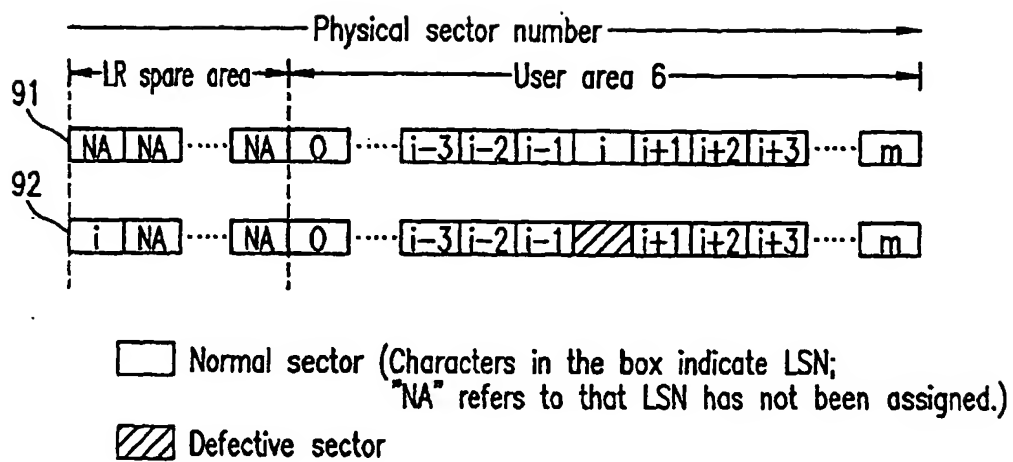 Physical sector number
LR spare area User area 6
91
NA NA ..... NA 0 ..... i-3 i-2 i-1 i i+1 i+2 i+3 ..... m
92
i NA ..... NA 0 ..... i-3 i-2 i-1 i+1 i+2 i+3 ..... m
Normal sector (Characters in the box indicate LSN;
"NA" refers to that LSN has not been assigned.)
Defective sector